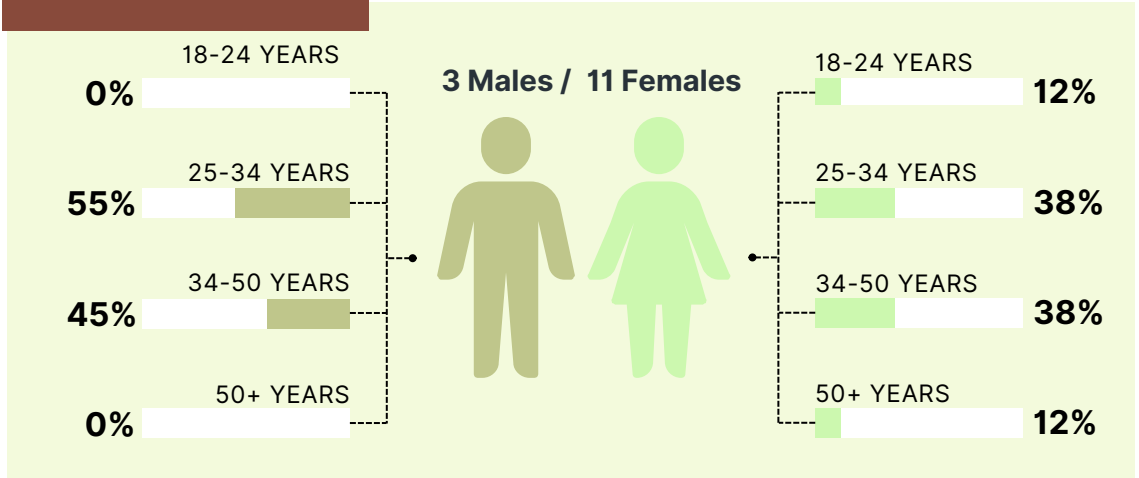 18-24 YEARS
0%
25-34 YEARS
55%
34-50 YEARS
45%
50+ YEARS
0%
3 Males / 11 Females
18-24 YEARS
12%
25-34 YEARS
38%
34-50 YEARS
38%
50+ YEARS
12%